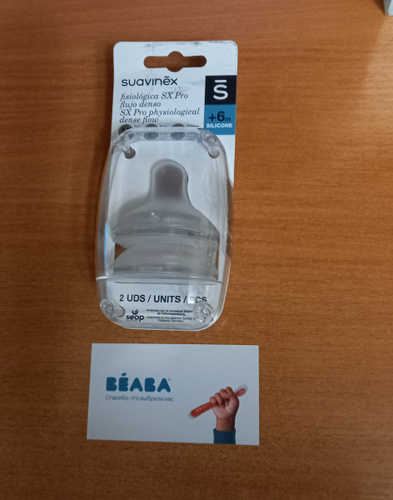 suavinex
fisiológica SX Pro
flujo denso
SX Pro physiological
dense flow
S
+6m
SILICONE
2 UDS / UNITS / PCS
seop
BÉABA
Спасибо, что выбрали нас